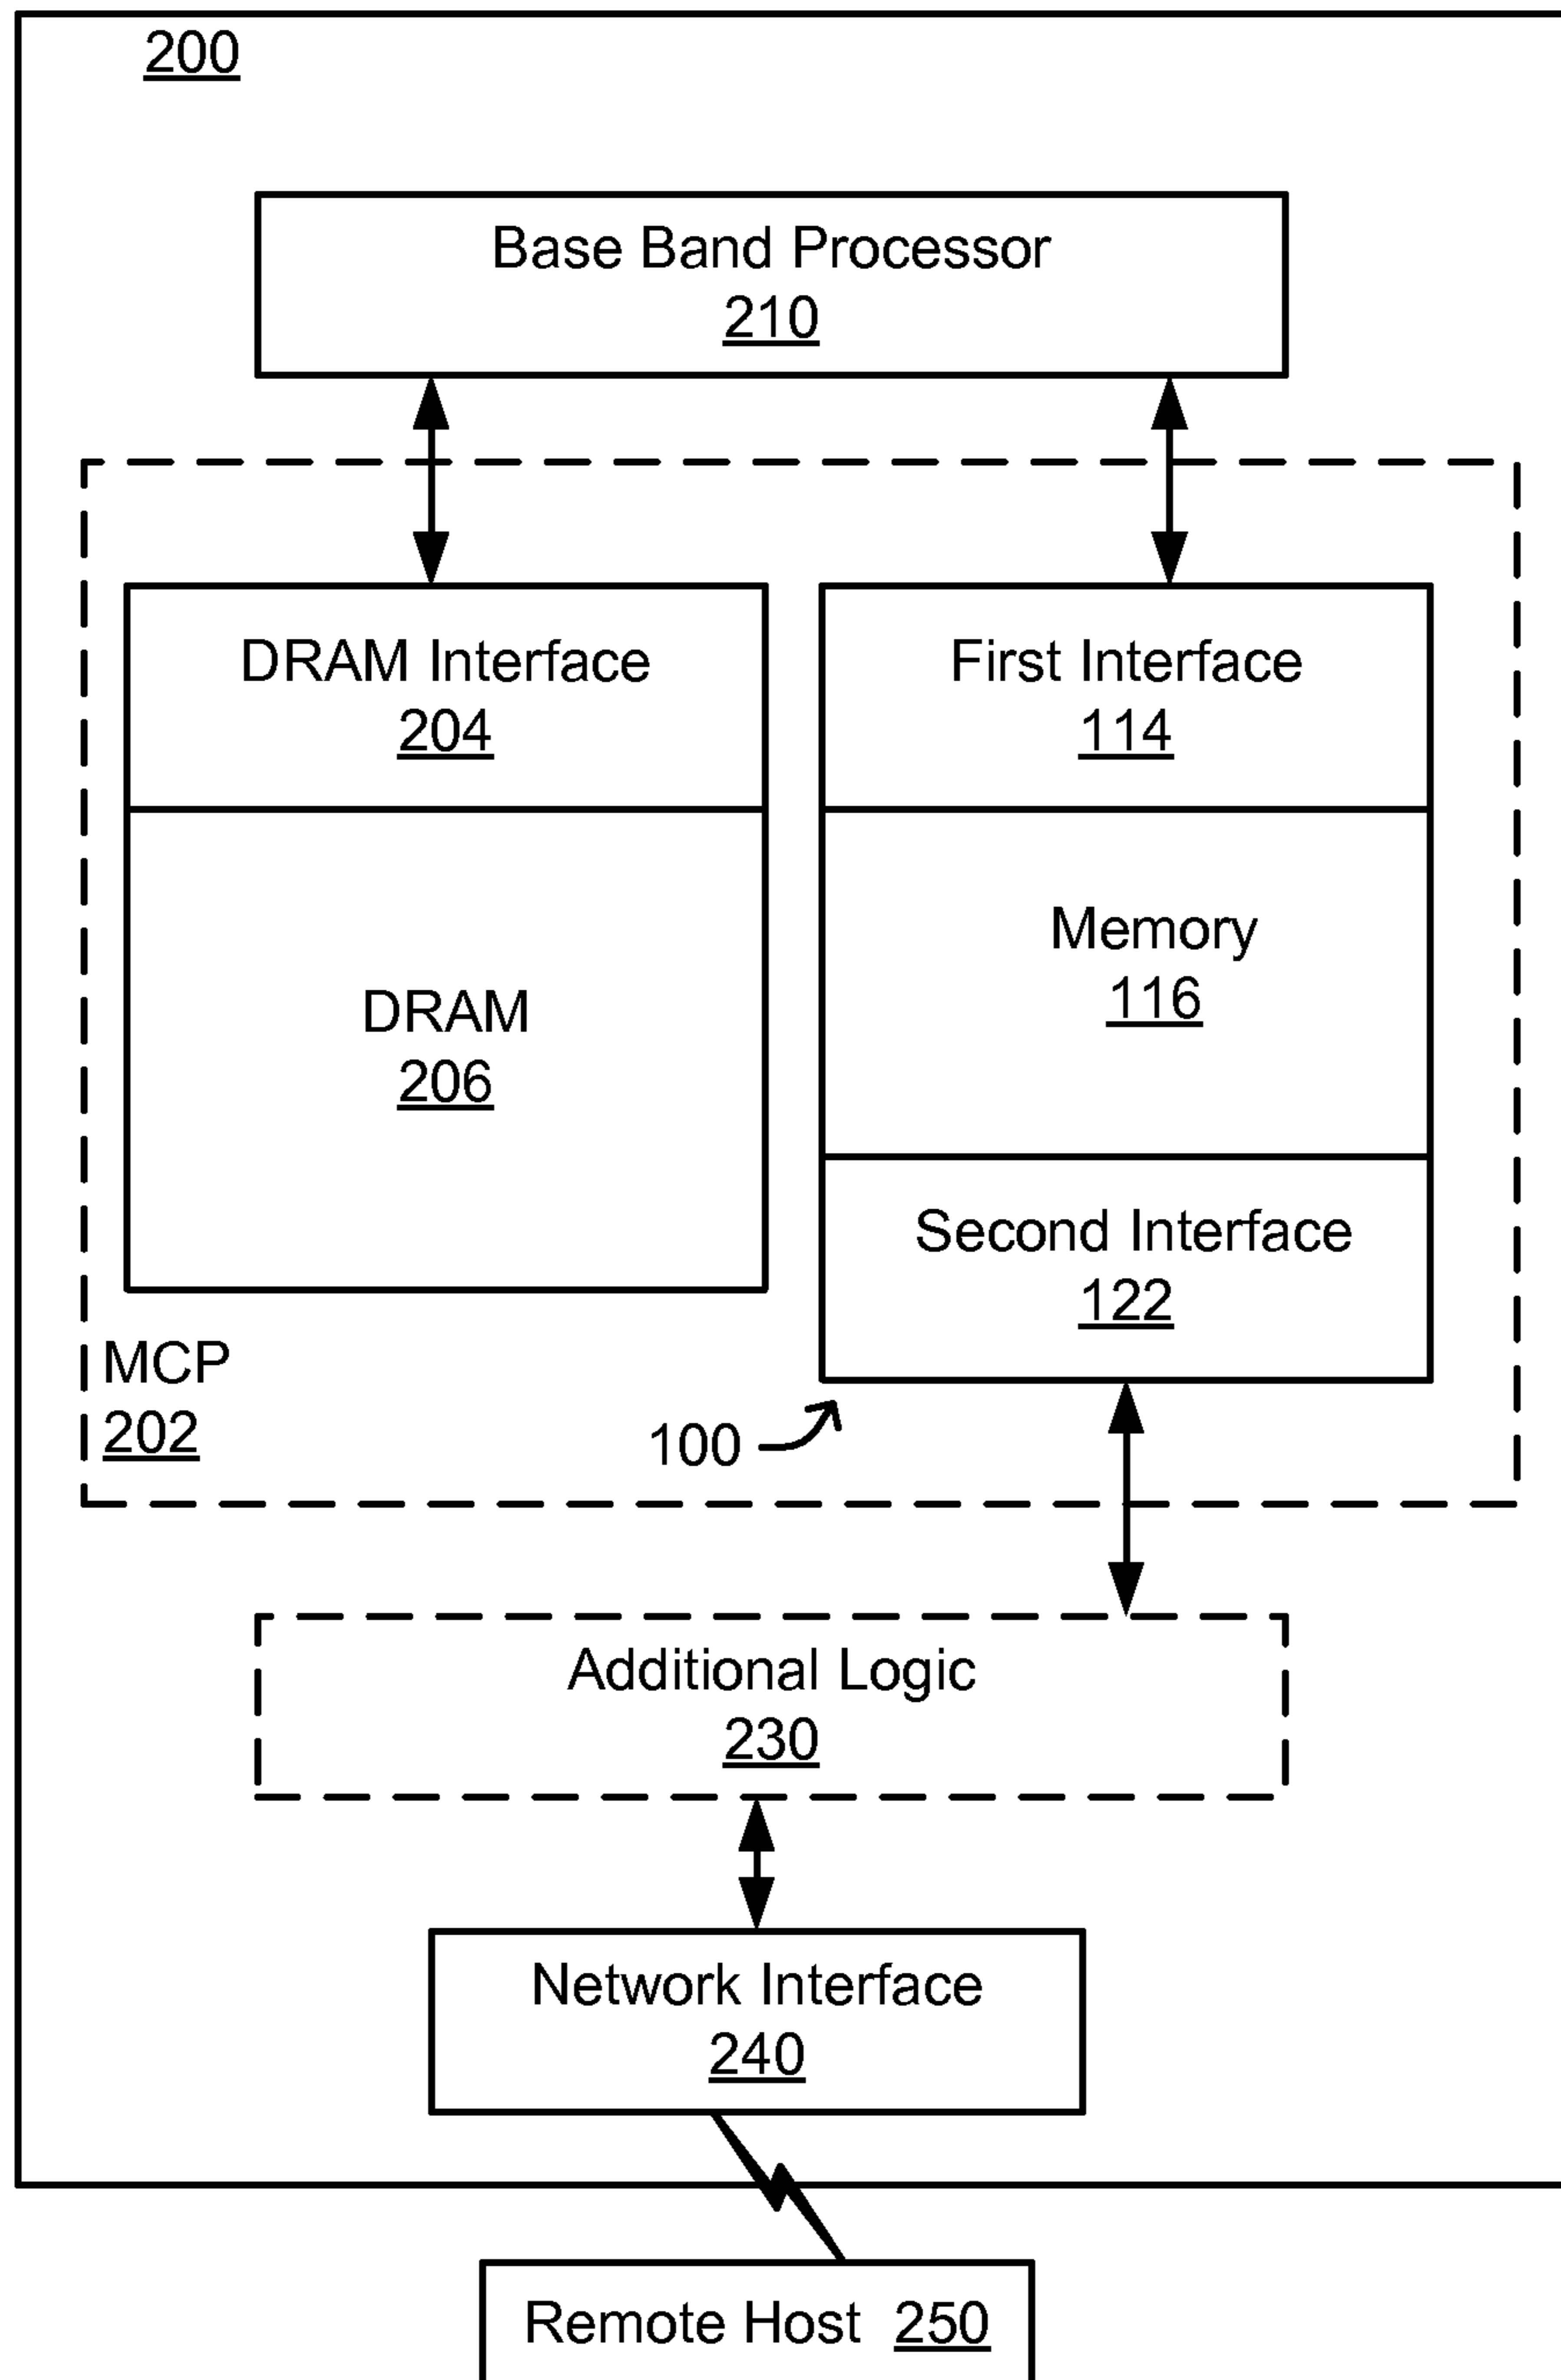 200
Base Band Processor
210
DRAM Interface
204
First Interface
114
DRAM
206
Memory
116
Second Interface
122
MCP
202
100
Additional Logic
230
Network Interface
240
Remote Host 250